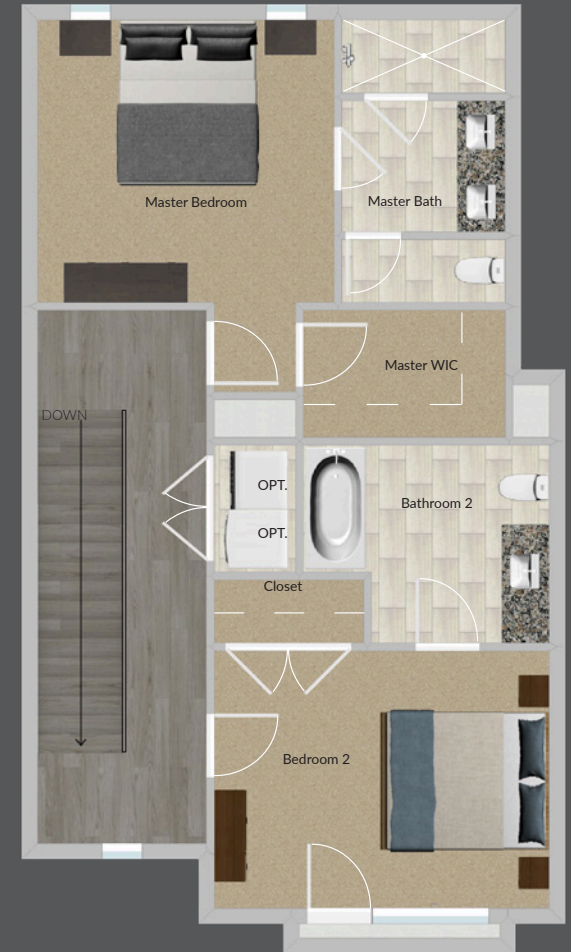 Master Bedroom
Master Bath
Master WIC
DOWN
OPT.
Bathroom 2
OPT.
Closet
Bedroom 2